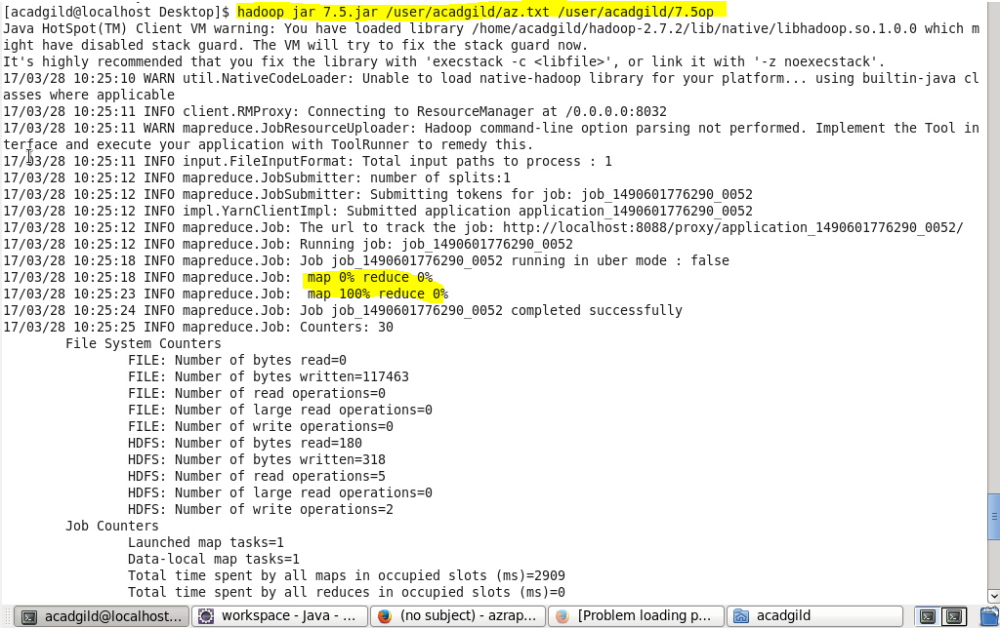 [acadgild@localhost Desktop]$ hadoop jar 7.5.jar /user/acadgild/az.txt /user/acadgild/7.5op
Java HotSpot(TM) Client VM warning: You have loaded library /home/acadgild/hadoop-2.7.2/lib/native/libhadoop.so.1.0.0 which m
ight have disabled stack guard. The VM will try to fix the stack guard now.
It's highly recommended that you fix the library with 'execstack -c <libfile>', or link it with '-z noexecstack'.
17/03/28 10:25:10 WARN util.NativeCodeLoader: Unable to load native-hadoop library for your platform... using builtin-java cl
asses where applicable
17/03/28 10:25:11 INFO client.RMProxy: Connecting to ResourceManager at /0.0.0.0:8032
17/03/28 10:25:11 WARN mapreduce.JobResourceUploader: Hadoop command-line option parsing not performed. Implement the Tool in
terface and execute your application with ToolRunner to remedy this.
17/03/28 10:25:11 INFO input.FileInputFormat: Total input paths to process : 1
17/03/28 10:25:12 INFO mapreduce.JobSubmitter: number of splits:1
17/03/28 10:25:12 INFO mapreduce.JobSubmitter: Submitting tokens for job: job_1490601776290_0052
17/03/28 10:25:12 INFO impl.YarnClientImpl: Submitted application application_1490601776290_0052
17/03/28 10:25:12 INFO mapreduce.Job: The url to track the job: http://localhost:8088/proxy/application_1490601776290_0052/
17/03/28 10:25:12 INFO mapreduce.Job: Running job: job_1490601776290_0052
17/03/28 10:25:18 INFO mapreduce.Job: Job job_1490601776290_0052 running in uber mode : false
17/03/28 10:25:18 INFO mapreduce.Job:  map 0% reduce 0%
17/03/28 10:25:23 INFO mapreduce.Job:  map 100% reduce 0%
17/03/28 10:25:24 INFO mapreduce.Job: Job job_1490601776290_0052 completed successfully
17/03/28 10:25:25 INFO mapreduce.Job: Counters: 30
File System Counters
FILE: Number of bytes read=0
FILE: Number of bytes written=117463
FILE: Number of read operations=0
FILE: Number of large read operations=0
FILE: Number of write operations=0
HDFS: Number of bytes read=180
HDFS: Number of bytes written=318
HDFS: Number of read operations=5
HDFS: Number of large read operations=0
HDFS: Number of write operations=2
Job Counters
Launched map tasks=1
Data-local map tasks=1
Total time spent by all maps in occupied slots (ms)=2909
Total time spent by all reduces in occupied slots (ms)=0
acadgild@localhost... workspace - Java - ... (no subject) - azrap... [Problem loading p... acadgild